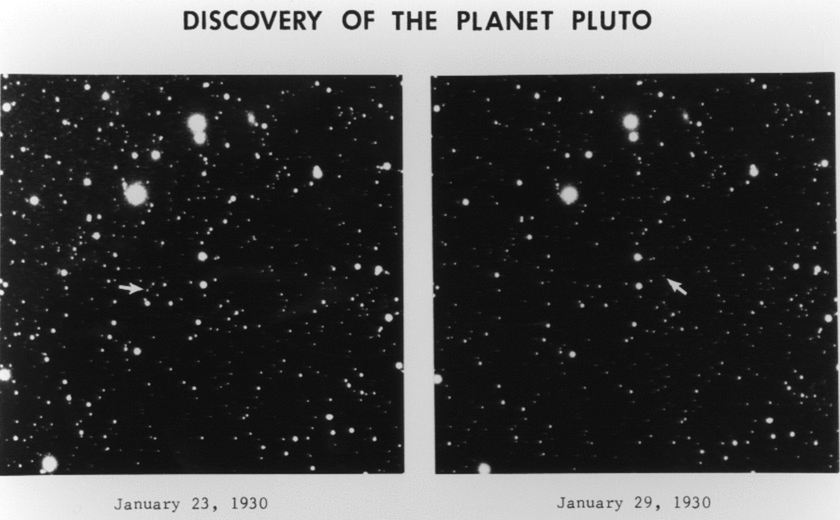 DISCOVERY OF THE PLANET PLUTO
January 23, 1930
January 29, 1930